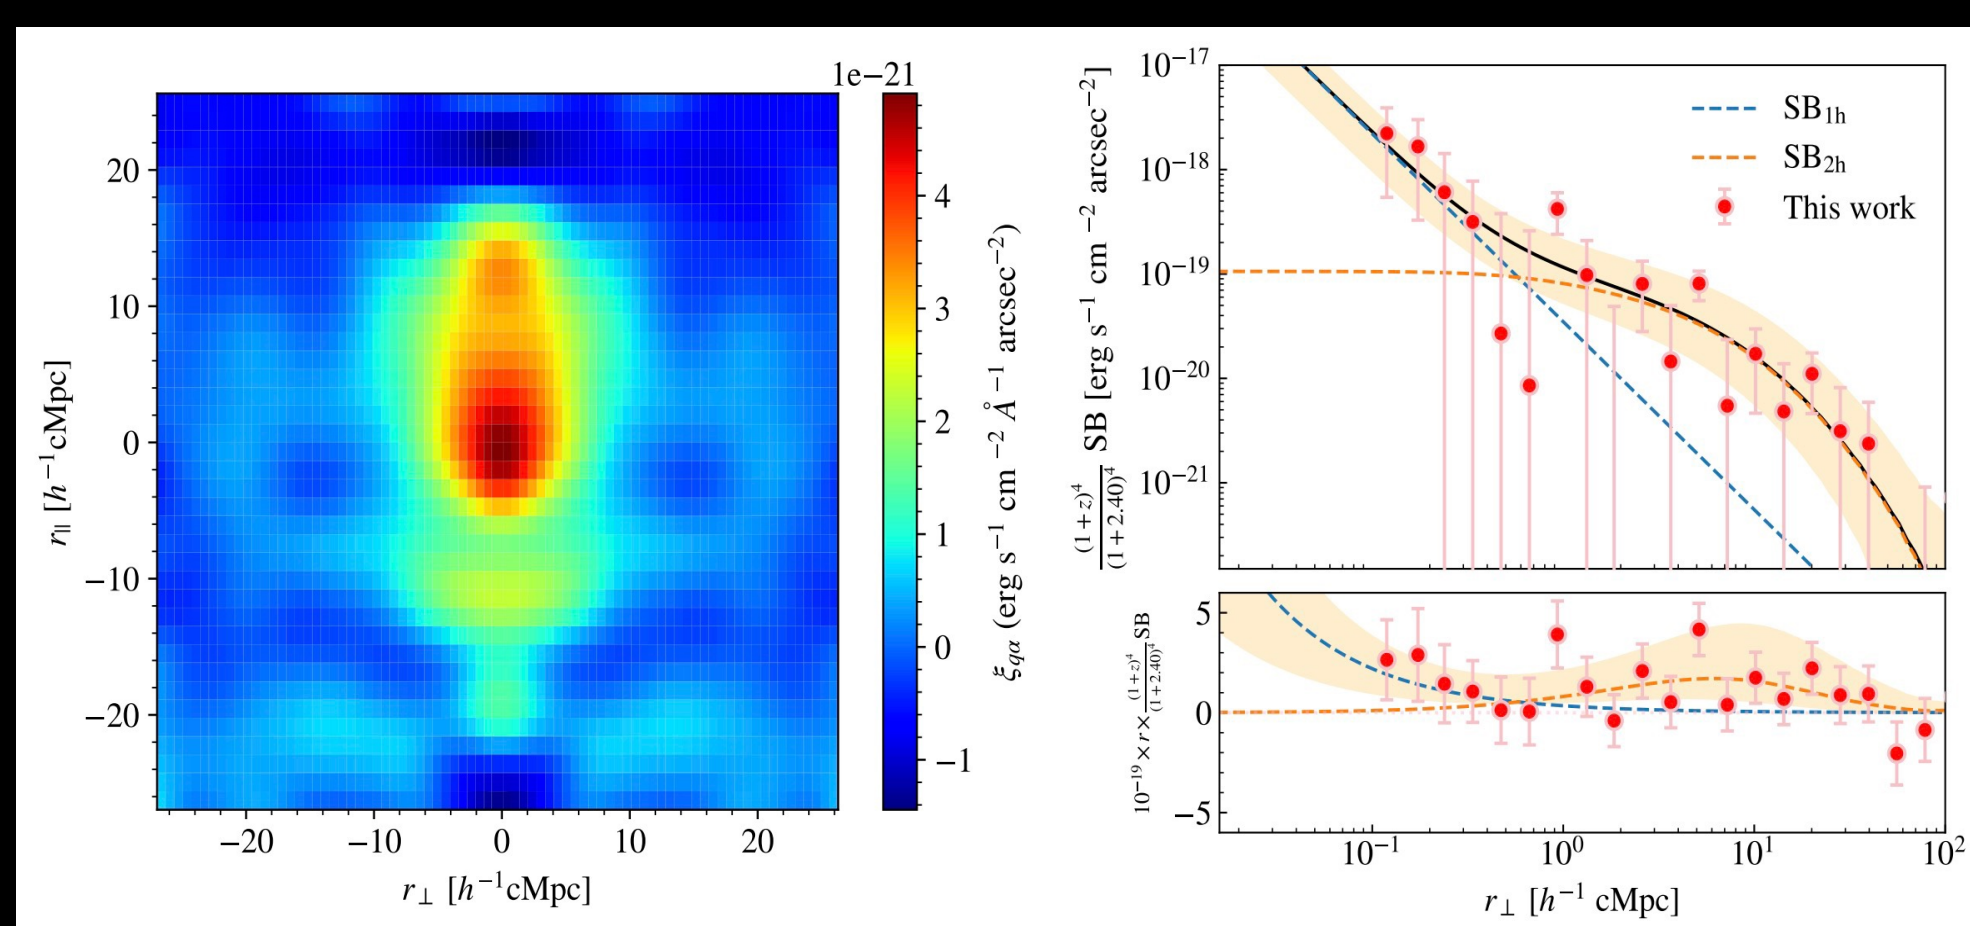 1e−21
20
10
0
−10
−20
r∥ [h⁻¹cMpc]
−20 −10 0 10 20
r⊥ [h⁻¹cMpc]
4
3
2
1
0
−1
ξqα (erg s⁻¹ cm⁻² Å⁻¹ arcsec⁻²)
10⁻¹⁷
10⁻¹⁸
10⁻¹⁹
10⁻²⁰
10⁻²¹
(1+z)⁴/(1+2.40)⁴ SB [erg s⁻¹ cm⁻² arcsec⁻²]
SB₁ₕ
SB₂ₕ
This work
5
0
−5
10⁻¹⁹ × r × (1+z)⁴/(1+2.40)⁴ SB
10⁻¹ 10⁰ 10¹ 10²
r⊥ [h⁻¹ cMpc]